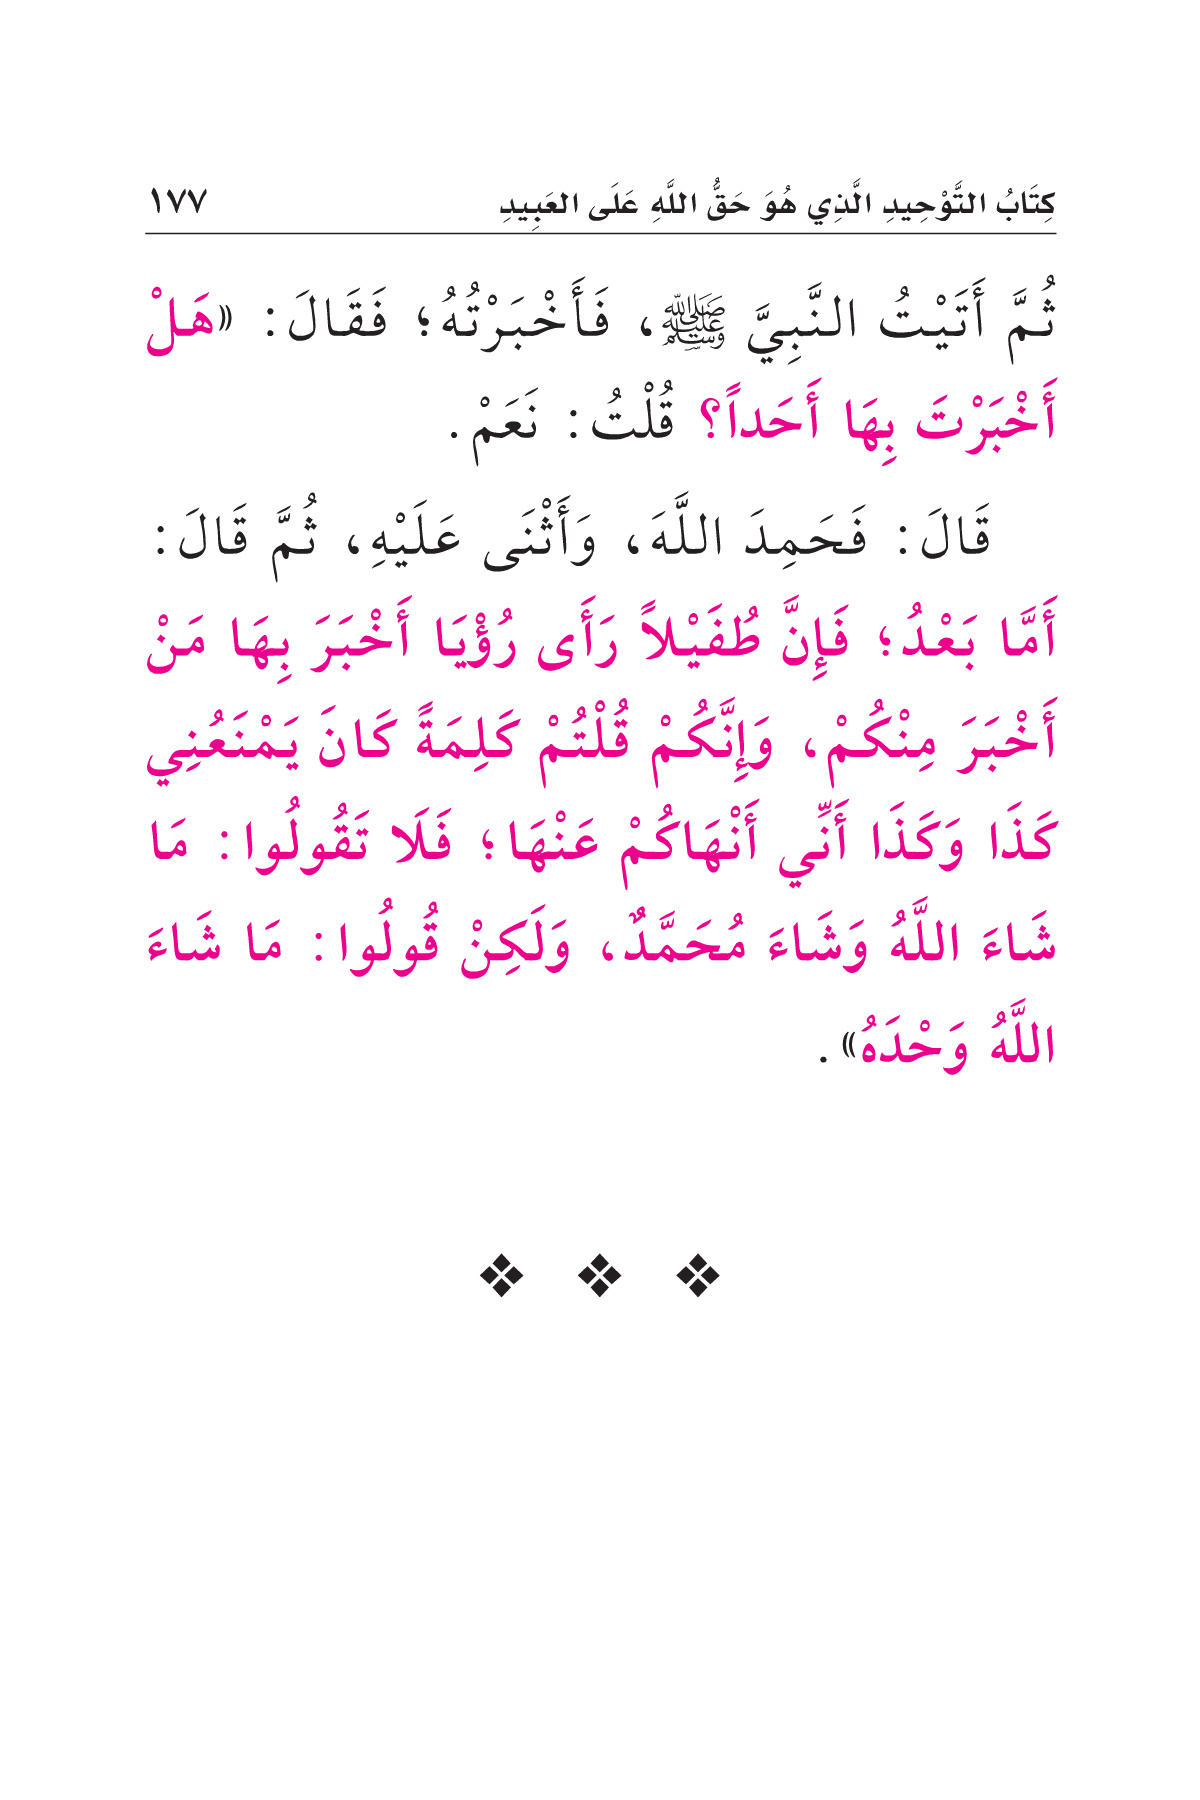 كِتَابُ التَّوْحِيدِ الَّذِي هُوَ حَقُّ اللَّهِ عَلَى العَبِيدِ ١٧٧
ثُمَّ أَتَيْتُ النَّبِيَّ ﷺ، فَأَخْبَرْتُهُ؛ فَقَالَ: «هَلْ
أَخْبَرْتَ بِهَا أَحَداً؟ قُلْتُ: نَعَمْ.
قَالَ: فَحَمِدَ اللَّهَ، وَأَثْنَى عَلَيْهِ، ثُمَّ قَالَ:
أَمَّا بَعْدُ؛ فَإِنَّ طُفَيْلاً رَأَى رُؤْيَا أَخْبَرَ بِهَا مَنْ
أَخْبَرَ مِنْكُمْ، وَإِنَّكُمْ قُلْتُمْ كَلِمَةً كَانَ يَمْنَعُنِي
كَذَا وَكَذَا أَنِّي أَنْهَاكُمْ عَنْهَا؛ فَلَا تَقُولُوا: مَا
شَاءَ اللَّهُ وَشَاءَ مُحَمَّدٌ، وَلَكِنْ قُولُوا: مَا شَاءَ
اللَّهُ وَحْدَهُ».